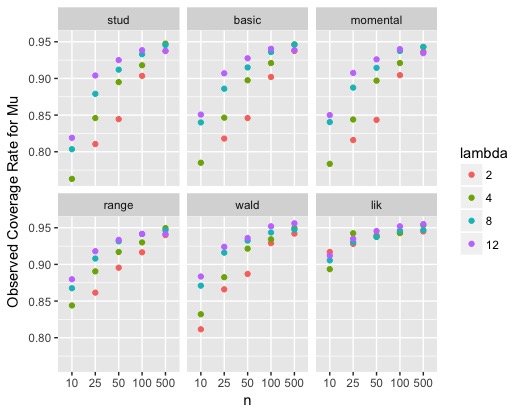 stud basic momental
0.95
0.90
0.85
0.80
range wald lik
0.95
0.90
0.85
0.80
10 25 50 100 500 10 25 50 100 500 10 25 50 100 500
n
Observed Coverage Rate for Mu
lambda
2
4
8
12